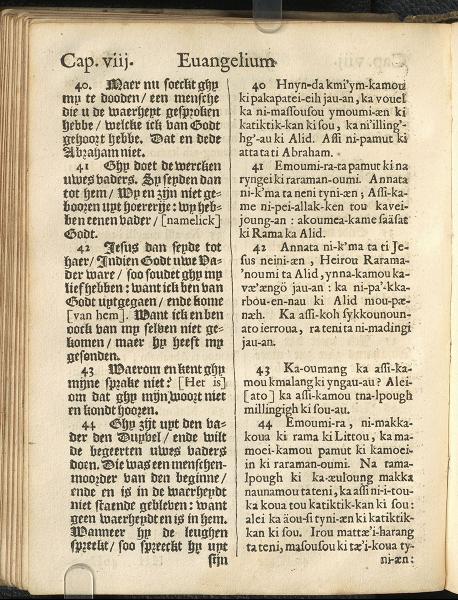 Cap. viij. Euangelium
40. Maer nu soeckt ghy
my te dooden / een mensche
die u de waerheyt gesproken
hebbe / welcke ick van Godt
gehoort hebbe. Dat en dede
Abraham niet.
41 Ghy doet de wercken
uwes vaders. Sy seyden dan
tot hem / Wy en zijn niet ge-
booren uyt hoererije: wy heb-
ben eenen vader / [namelick]
Godt.
42 Jesus dan seyde tot
haer / Indien Godt uwe Va-
der ware / soo soudet ghy my
lief hebben: want ick ben van
Godt uytgegaen / ende kome
[van hem]. Want ick en ben
oock van my selven niet ge-
komen / maer hy heeft my
gesonden.
43 Waerom en kent ghy
mijne sprake niet? [Het is]
om dat ghy mijn woort niet
en kondt hooren.
44 Ghy zijt uyt den va-
der den Duyvel / ende wilt
de begeerten uwes vaders
doen. Die was een menschen-
moorder van den beginne /
ende en is in de waerheydt
niet staende gebleven: want
geen waerheydt en is in hem.
Wanneer hy de leughen
spreekt / soo spreeckt hy uyt
sijn
40 Hnyn-da kmi'ym-kamou
ki pakapatei-eih jau-an, ka vouel
ka ni-maſſouſou ymoumi-æn ki
katiktik-kan ki ſou, ka ni'illing'-
hg'-au ki Alid. Aſſi ni-pamut ki
atta ta ti Abraham.
41 Emoumi-ra-ta pamut ki na
ryngei ki raraman-oumi. Annata
ni-k'ma ta neni tyni-æn; Aſſi-ka-
me ni-pei-allak-ken tou kavei-
joung-an: akoumea-kame ſaäſat
ki Rama ka Alid.
42 Annata ni-k'ma ta ti Je-
sus neini-æn, Heirou Rarama-
'noumi ta Alid, ynna-kamou ka-
væ'ængö jau-an: ka ni-pa'-kka-
rbou-en-nau ki Alid mou-pæ-
næh. Ka aſſi-koh ſykkounoun-
ato ierroua, ra teni ta ni-madingi
jau-an.
43 Ka-oumang ka aſſi-ka-
mou kmalang ki yngau-au? Alei-
[ato] ka aſſi-kamou tna-lpough
millingigh ki ſou-au.
44 Emoumi-ra, ni-makka-
koua ki rama ki Littou, ka ma-
moei-kamou pamut ki kamoei-
in ki raraman-oumi. Na tama-
lpough ki ka-æuloung makka
naunamou ta teni, ka aſſi ni-i-tou-
ka koua tou katiktik-kan ki ſou:
alei ka äou-ſi tyni-æn ki katiktik-
kan ki ſou. Irou mattæ'i-harang
ta teni, maſouſou ki tæ'i-koua ty-
ni-æn: